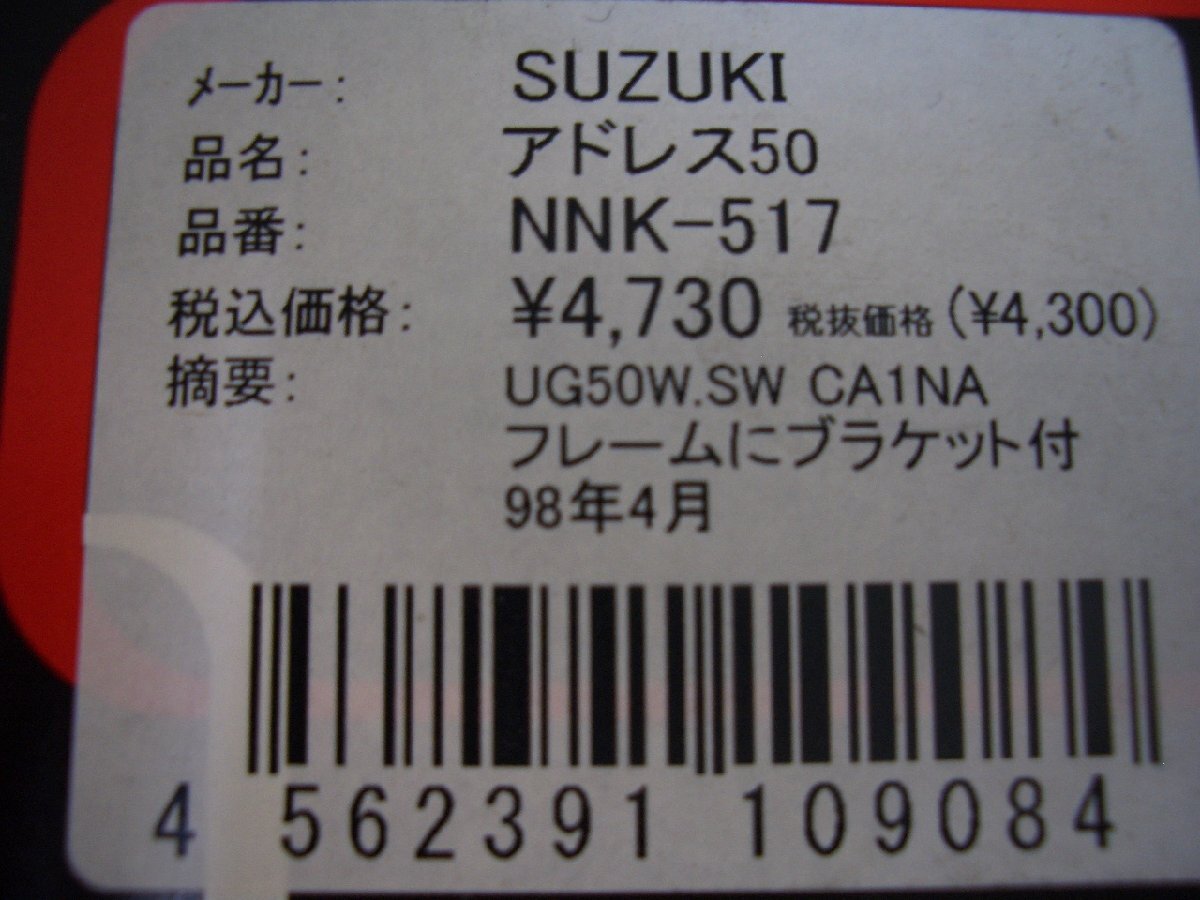 メーカー: SUZUKI
品名: アドレス50
品番: NNK-517
税込価格: ¥4,730 税抜価格 (¥4,300)
摘要: UG50W.SW CA1NA
フレームにブラケット付
98年4月
4 562391 109084